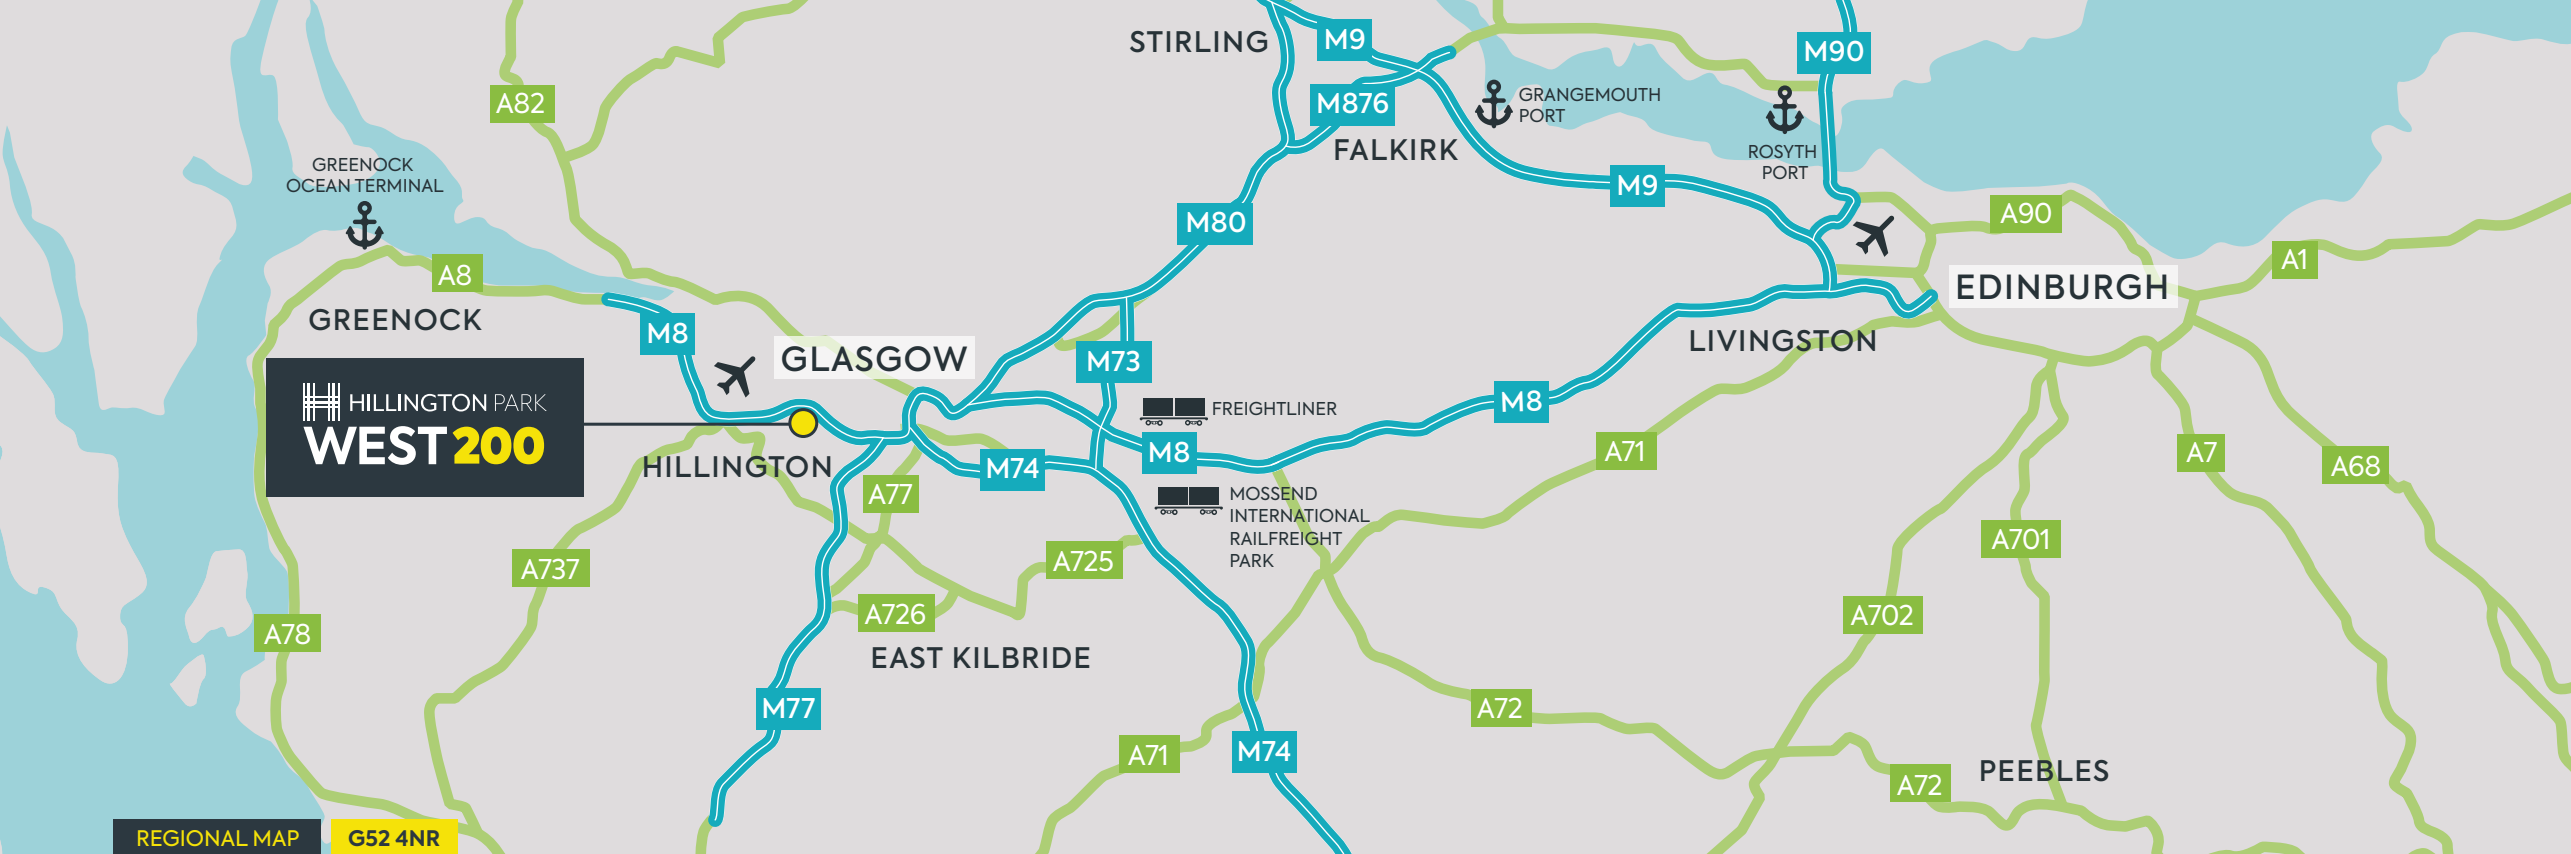 STIRLING
M9
M90
A82
M876
GRANGEMOUTH
PORT
FALKIRK
ROSYTH
PORT
GREENOCK
OCEAN TERMINAL
M9
M80
A90
A8
A1
EDINBURGH
GREENOCK
M8
GLASGOW
M73
LIVINGSTON
HILLINGTON PARK
WEST 200
FREIGHTLINER
M8
M8
A71
A7
A68
HILLINGTON
M74
A77
MOSSEND
INTERNATIONAL
RAILFREIGHT
PARK
A701
A737
A725
A726
A702
A78
EAST KILBRIDE
M77
A72
A71
M74
A72
PEEBLES
REGIONAL MAP
G52 4NR